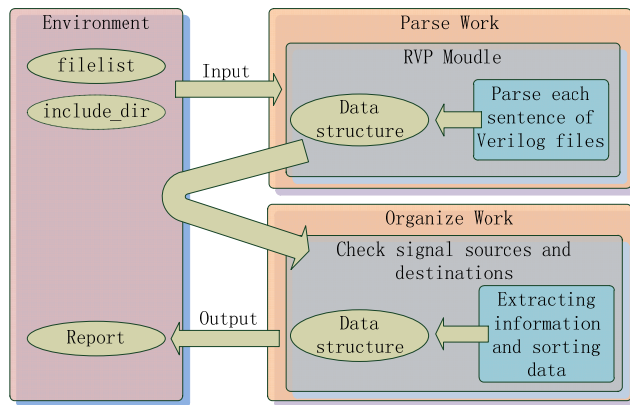 Environment
filelist
include_dir
Input
Parse Work
RVP Moudle
Data
structure
Parse each
sentence of
Verilog files
Organize Work
Check signal sources and
destinations
Data
structure
Extracting
information
and sorting
data
Output
Report